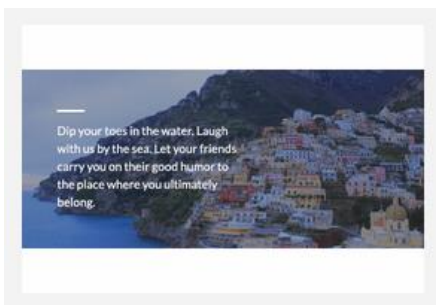 Dip your toes in the water. Laugh
with us by the sea. Let your friends
carry you on their good humor to
the place where you ultimately
belong.